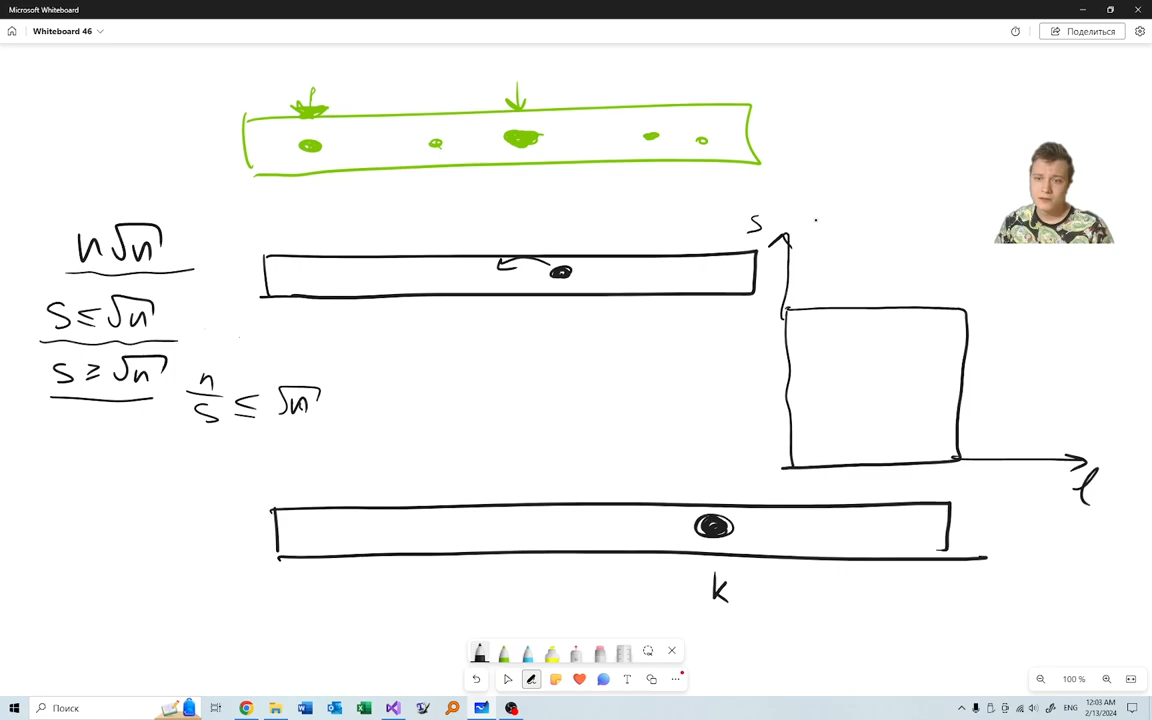 Microsoft Whiteboard
Whiteboard 46
Поделиться
n√n
s ≤ √n
s ≥ √n
n/s ≤ √n
s
l
k
100 %
Поиск
ENG
12:03 AM
2/13/2024